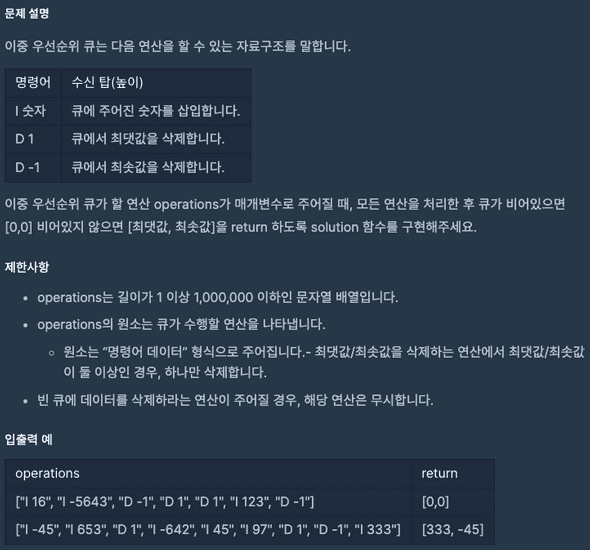 문제 설명
이중 우선순위 큐는 다음 연산을 할 수 있는 자료구조를 말합니다.
명령어 수신 탑(높이)
I 숫자 큐에 주어진 숫자를 삽입합니다.
D 1 큐에서 최댓값을 삭제합니다.
D -1 큐에서 최솟값을 삭제합니다.
이중 우선순위 큐가 할 연산 operations가 매개변수로 주어질 때, 모든 연산을 처리한 후 큐가 비어있으면
[0,0] 비어있지 않으면 [최댓값, 최솟값]을 return 하도록 solution 함수를 구현해주세요.
제한사항
• operations는 길이가 1 이상 1,000,000 이하인 문자열 배열입니다.
• operations의 원소는 큐가 수행할 연산을 나타냅니다.
◦ 원소는 “명령어 데이터” 형식으로 주어집니다.- 최댓값/최솟값을 삭제하는 연산에서 최댓값/최솟값
이 둘 이상인 경우, 하나만 삭제합니다.
• 빈 큐에 데이터를 삭제하라는 연산이 주어질 경우, 해당 연산은 무시합니다.
입출력 예
operations return
["I 16", "I -5643", "D -1", "D 1", "D 1", "I 123", "D -1"] [0,0]
["I -45", "I 653", "D 1", "I -642", "I 45", "I 97", "D 1", "D -1", "I 333"] [333, -45]